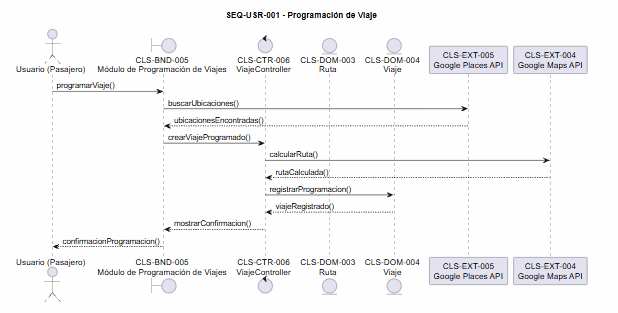 SEQ-USR-001 - Programación de Viaje
Usuario (Pasajero)
CLS-BND-005
Módulo de Programación de Viajes
CLS-CTR-006
ViajeController
CLS-DOM-003
Ruta
CLS-DOM-004
Viaje
CLS-EXT-005
Google Places API
CLS-EXT-004
Google Maps API
programarViaje()
buscarUbicaciones()
ubicacionesEncontradas()
crearViajeProgramado()
calcularRuta()
rutaCalculada()
registrarProgramacion()
viajeRegistrado()
mostrarConfirmacion()
confirmacionProgramacion()
Usuario (Pasajero)
CLS-BND-005
Módulo de Programación de Viajes
CLS-CTR-006
ViajeController
CLS-DOM-003
Ruta
CLS-DOM-004
Viaje
CLS-EXT-005
Google Places API
CLS-EXT-004
Google Maps API